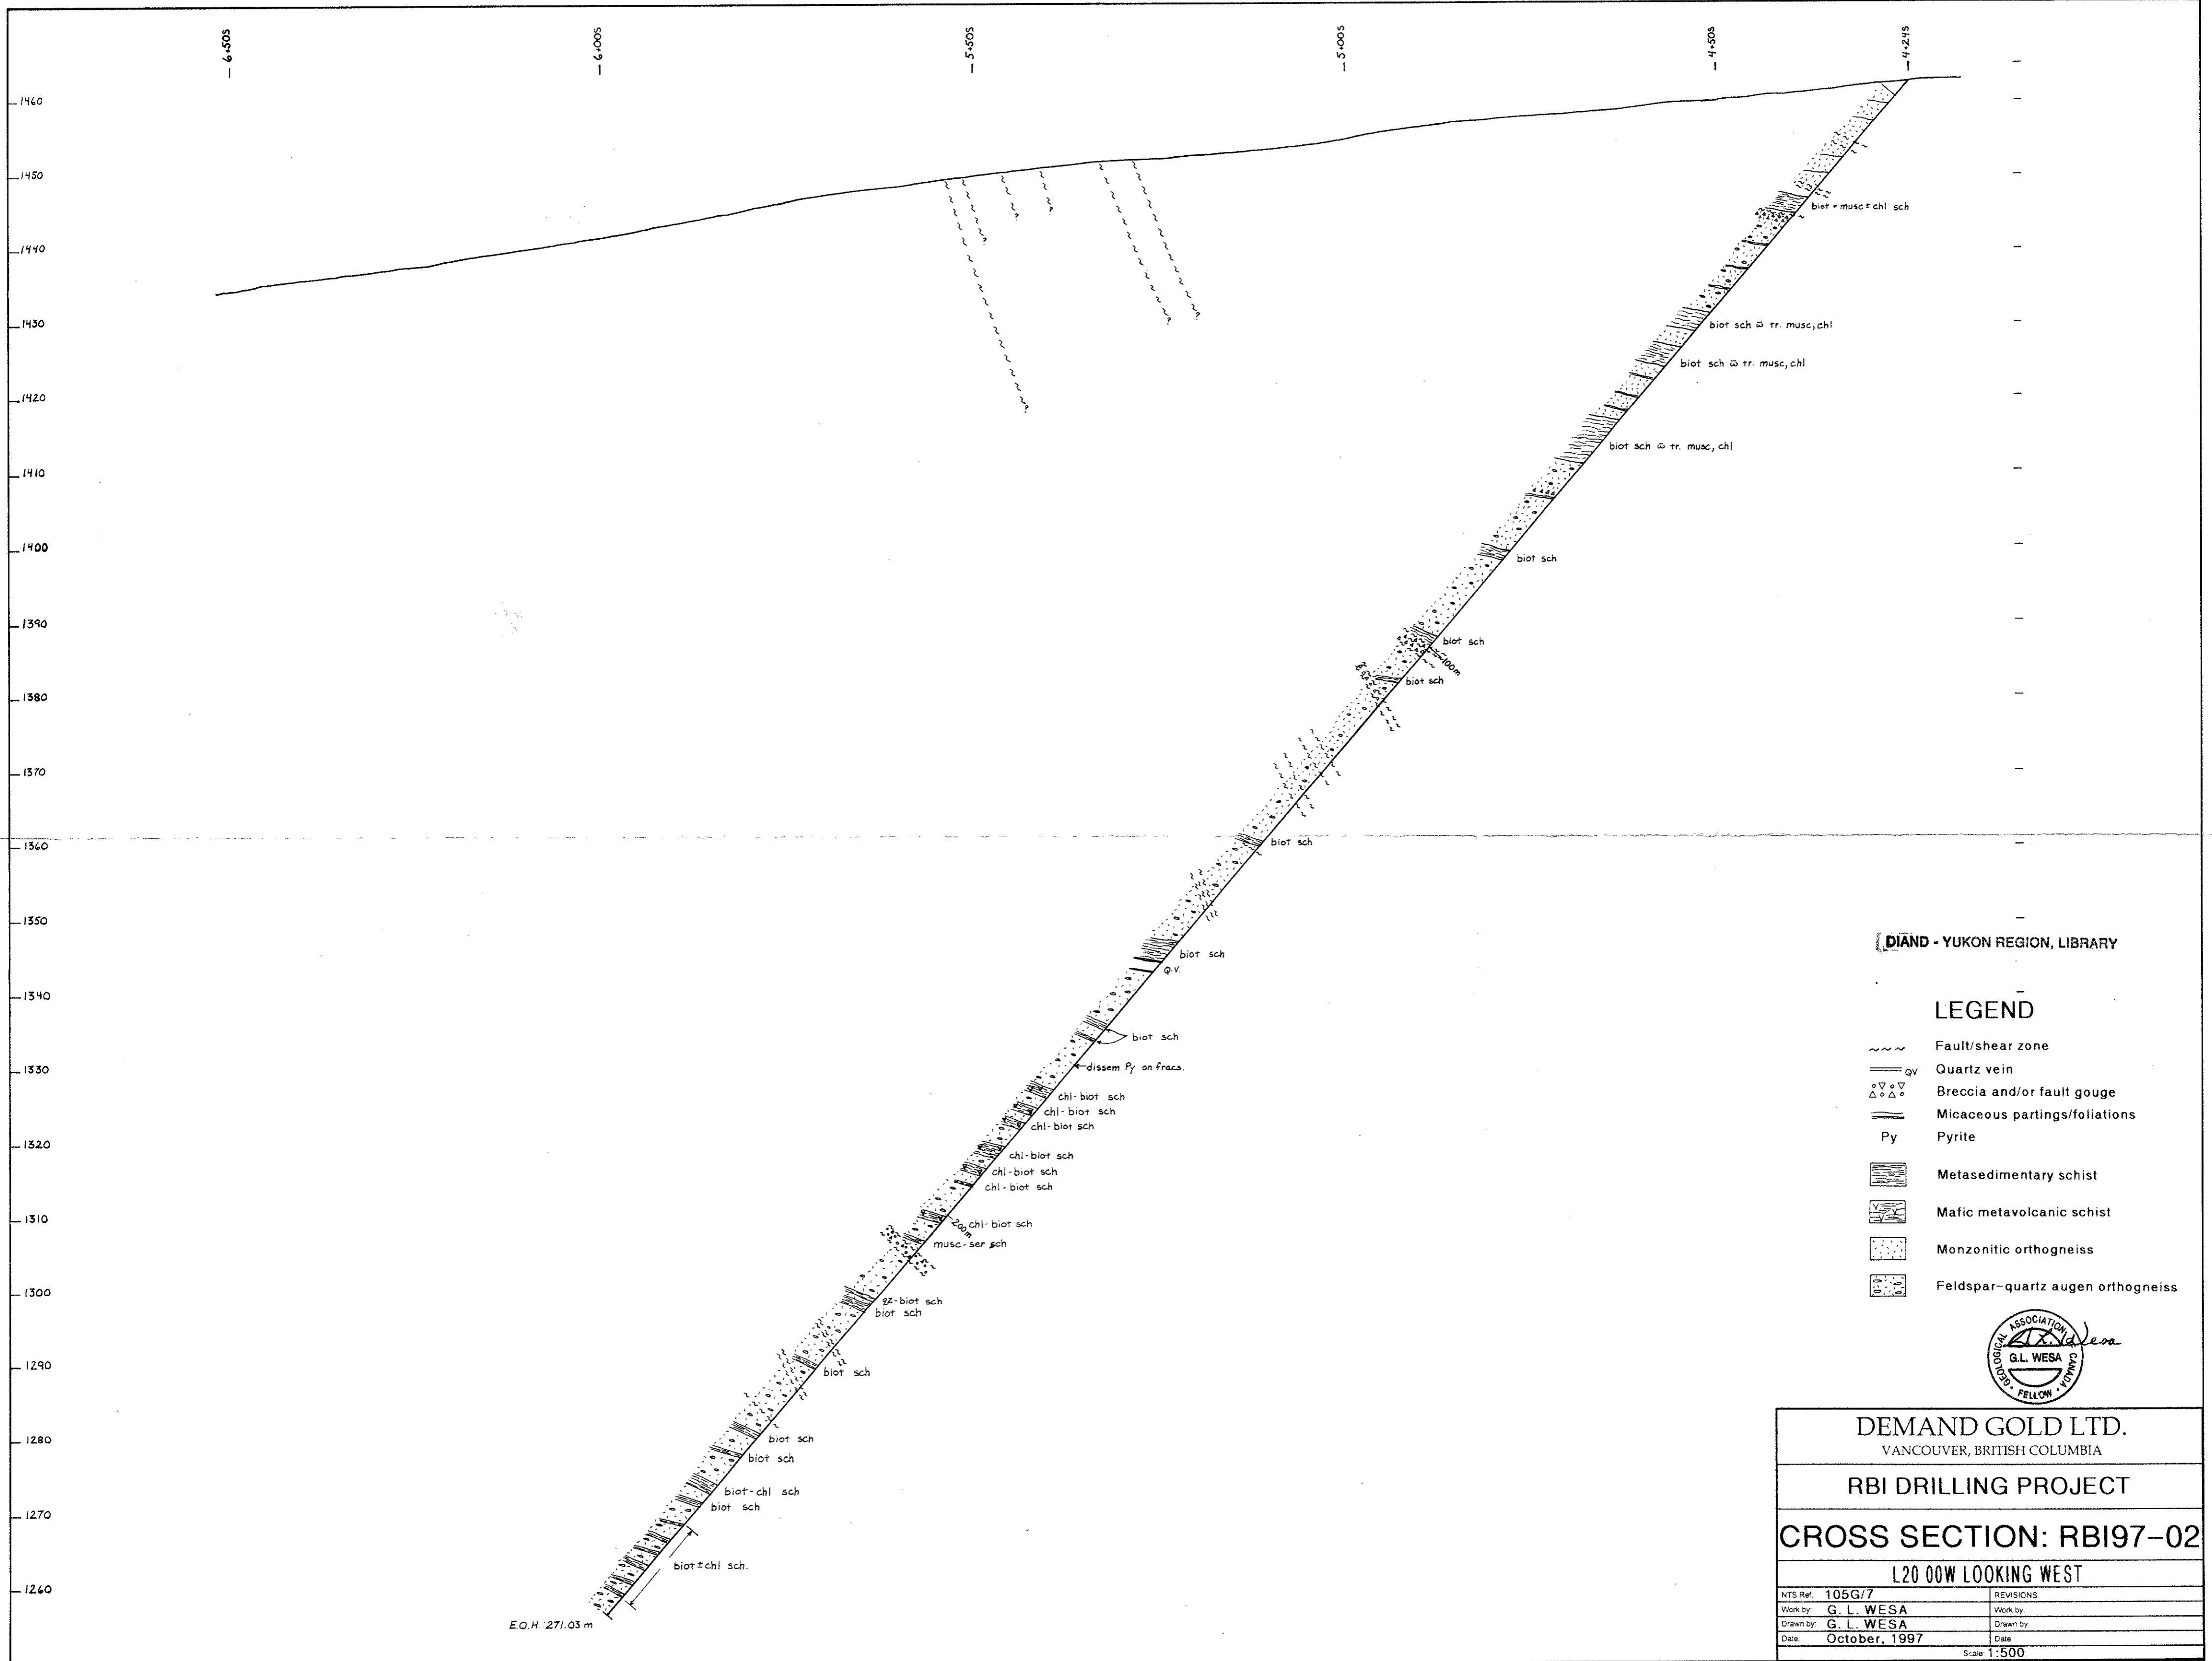 6+50S
6+00S
5+50S
5+00S
4+50S
4+24S
1460
1450
1440
1430
1420
1410
1400
1390
1380
1370
1360
1350
1340
1330
1320
1310
1300
1290
1280
1270
1260
biot + musc ± chl sch
biot sch w tr. musc, chl
biot sch w tr. musc, chl
biot sch w tr. musc, chl
biot sch
biot sch
100m
biot sch
biot sch
biot sch
Q.V.
biot sch
dissem Py on fracs.
chl-biot sch
chl-biot sch
chl-biot sch
chl-biot sch
chl-biot sch
chl-biot sch
200m
chl-biot sch
musc-ser sch
qz-biot sch
biot sch
biot sch
biot sch
biot sch
biot-chl sch
biot sch
biot ± chl sch.
E.O.H. : 271.03 m
DIAND - YUKON REGION, LIBRARY
LEGEND
Fault/shear zone
QV Quartz vein
Breccia and/or fault gouge
Micaceous partings/foliations
Py Pyrite
Metasedimentary schist
Mafic metavolcanic schist
Monzonitic orthogneiss
Feldspar-quartz augen orthogneiss
GEOLOGICAL ASSOCIATION OF CANADA
G.L. Wesa
G.L. WESA
FELLOW
DEMAND GOLD LTD.
VANCOUVER, BRITISH COLUMBIA
RBI DRILLING PROJECT
CROSS SECTION: RBI97-02
L20 00W LOOKING WEST
NTS Ref. 105G/7 REVISIONS
Work by: G. L. WESA Work by.
Drawn by: G. L. WESA Drawn by
Date. October, 1997 Date
Scale: 1:500